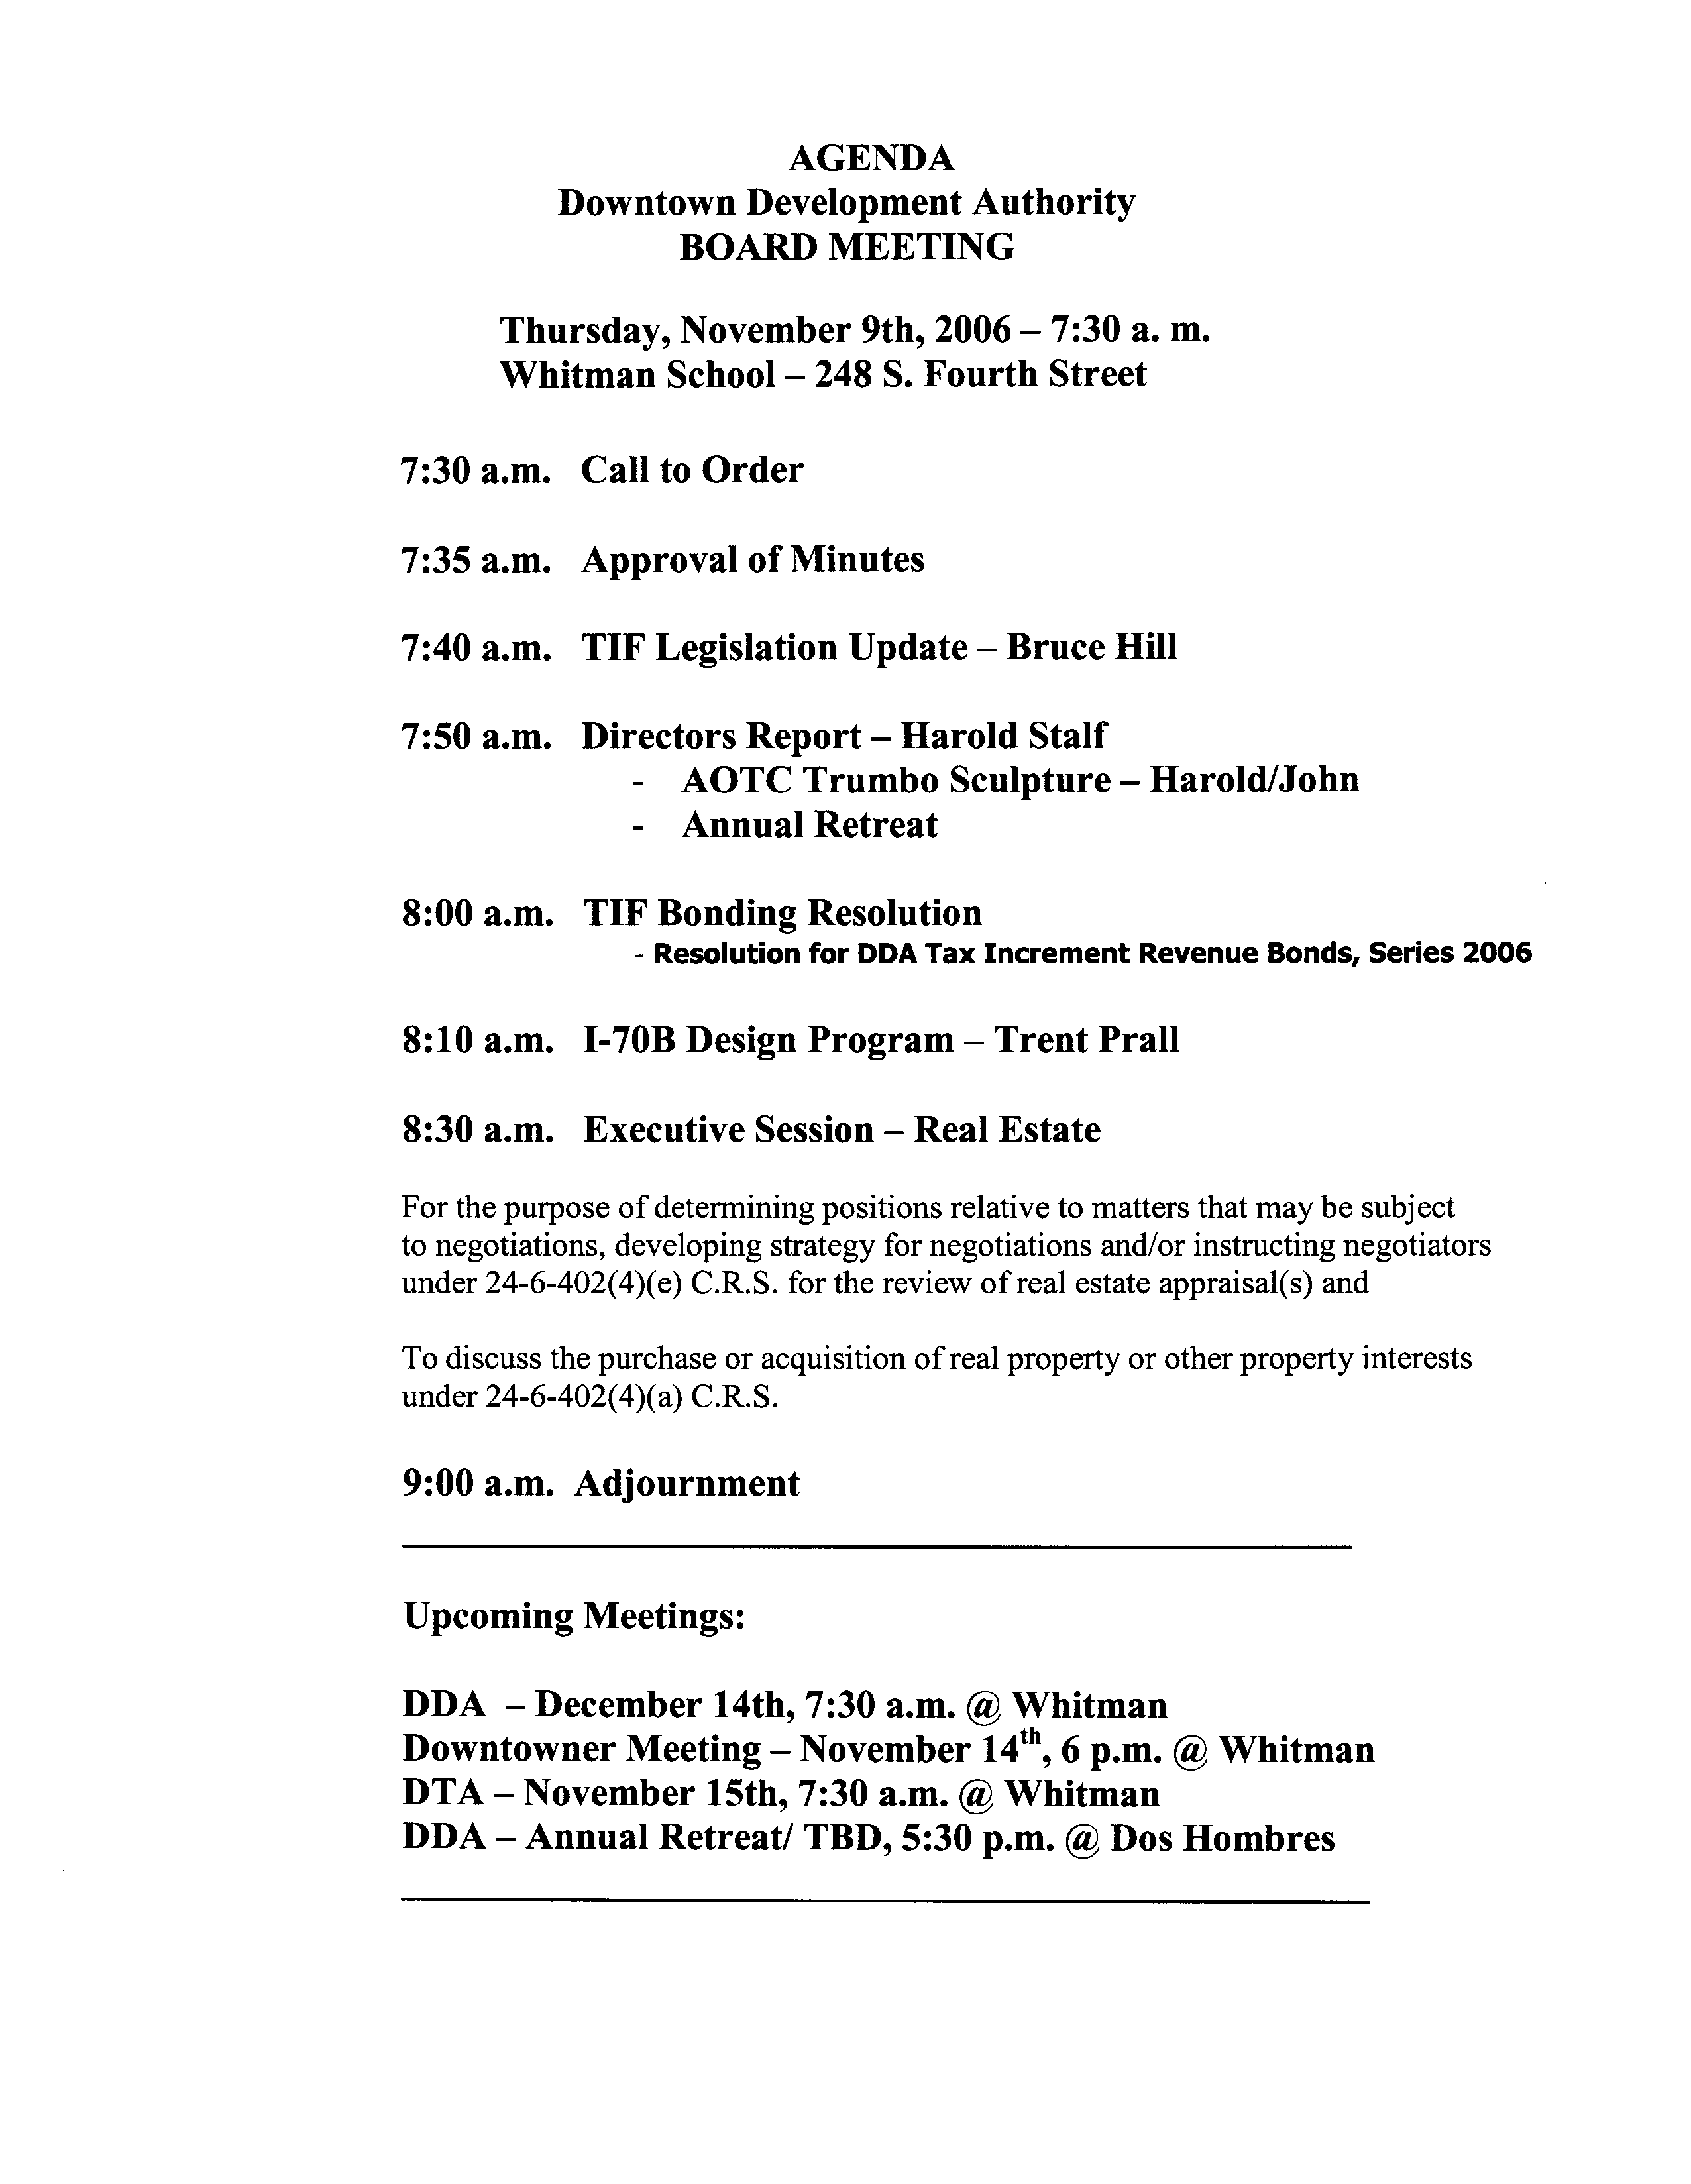 AGENDA
Downtown Development Authority
BOARD MEETING
Thursday, November 9th, 2006 – 7:30 a. m.
Whitman School – 248 S. Fourth Street
7:30 a.m. Call to Order
7:35 a.m. Approval of Minutes
7:40 a.m. TIF Legislation Update – Bruce Hill
7:50 a.m. Directors Report – Harold Stalf
- AOTC Trumbo Sculpture – Harold/John
- Annual Retreat
8:00 a.m. TIF Bonding Resolution
- Resolution for DDA Tax Increment Revenue Bonds, Series 2006
8:10 a.m. I-70B Design Program – Trent Prall
8:30 a.m. Executive Session – Real Estate
For the purpose of determining positions relative to matters that may be subject
to negotiations, developing strategy for negotiations and/or instructing negotiators
under 24-6-402(4)(e) C.R.S. for the review of real estate appraisal(s) and
To discuss the purchase or acquisition of real property or other property interests
under 24-6-402(4)(a) C.R.S.
9:00 a.m. Adjournment
Upcoming Meetings:
DDA – December 14th, 7:30 a.m. @ Whitman
Downtowner Meeting – November 14th, 6 p.m. @ Whitman
DTA – November 15th, 7:30 a.m. @ Whitman
DDA – Annual Retreat/ TBD, 5:30 p.m. @ Dos Hombres